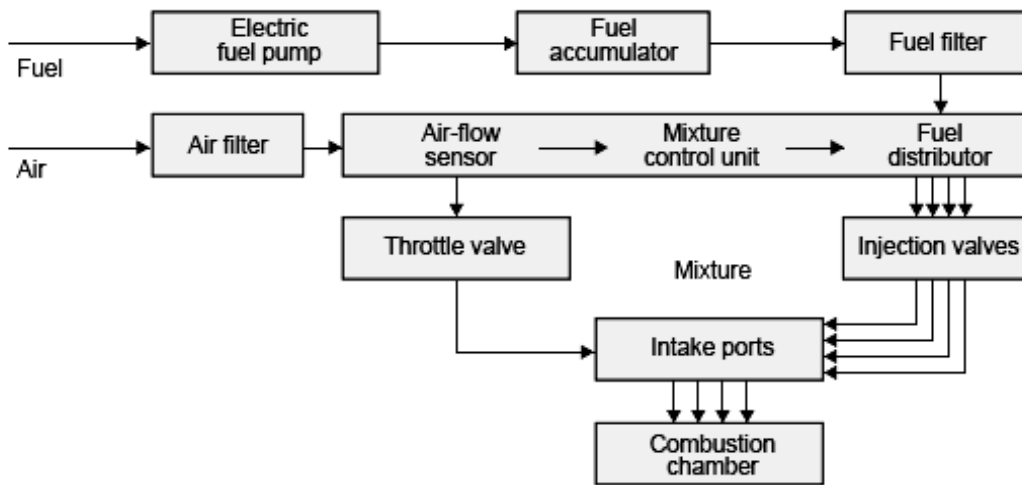 Electric
fuel pump
Fuel
accumulator
Fuel filter
Fuel
Air filter
Air-flow
sensor
Mixture
control unit
Fuel
distributor
Air
Throttle valve
Injection valves
Mixture
Intake ports
Combustion
chamber